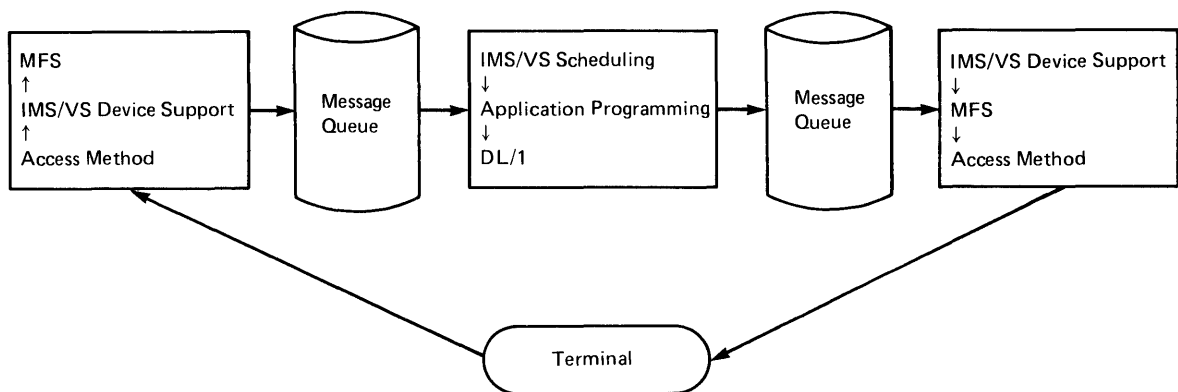 MFS
↑
IMS/VS Device Support
↑
Access Method
Message
Queue
IMS/VS Scheduling
↓
Application Programming
↓
DL/1
Message
Queue
IMS/VS Device Support
↓
MFS
↓
Access Method
Terminal